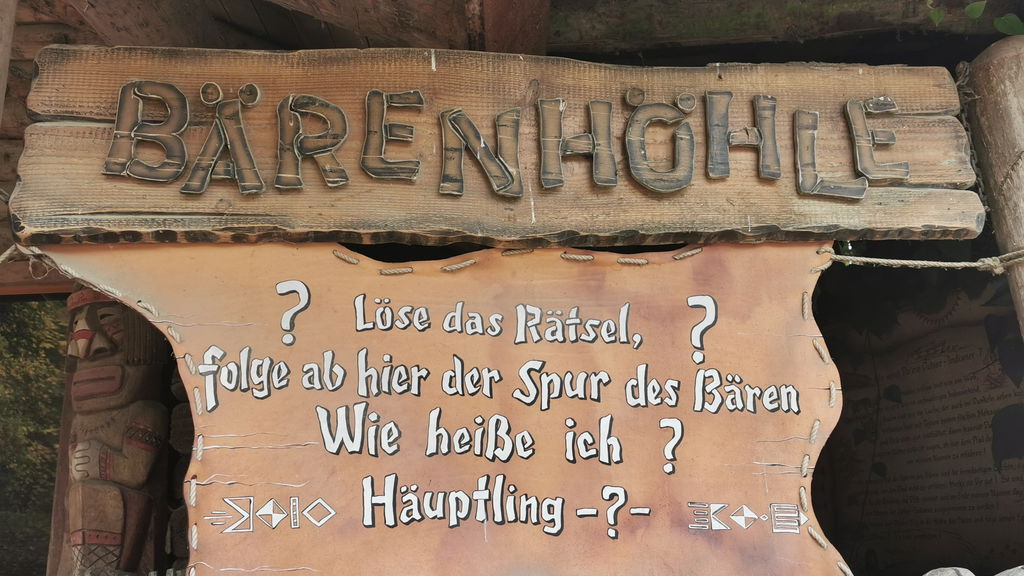 BÄRENHÖHLE
? Löse das Rätsel, ?
folge ab hier der Spur des Bären
Wie heiße ich ?
Häuptling -?-